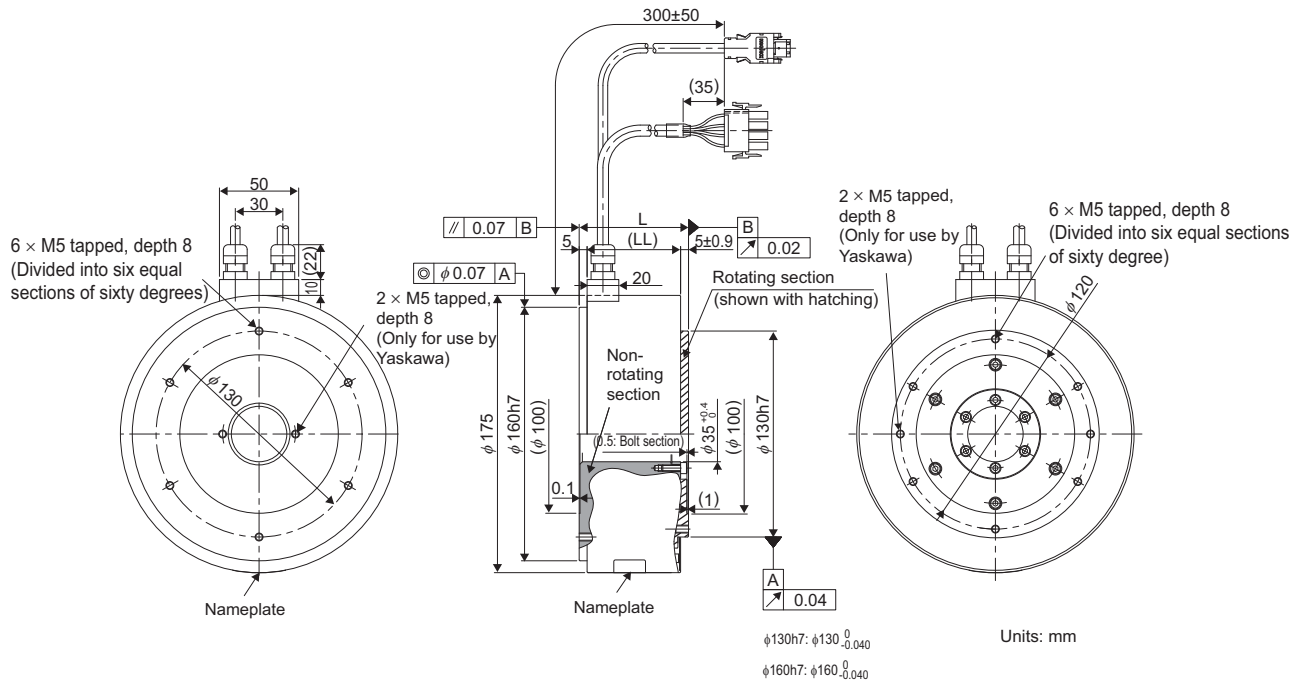 300±50
(35)
50
30
(22)
10
6 × M5 tapped, depth 8
(Divided into six equal
sections of sixty degrees)
2 × M5 tapped,
depth 8
(Only for use by
Yaskawa)
φ130
Nameplate
// 0.07 B
L
B
↗ 0.02
5
(LL)
5±0.9
◎ φ0.07 A
20
Rotating section
(shown with hatching)
Non-
rotating
section
φ175
φ160h7
(φ100)
(0.5: Bolt section)
φ35 +0.4 0
(φ100)
φ130h7
0.1
(1)
A
↗ 0.04
Nameplate
φ130h7: φ130 0 -0.040
φ160h7: φ160 0 -0.040
2 × M5 tapped,
depth 8
(Only for use by
Yaskawa)
6 × M5 tapped, depth 8
(Divided into six equal sections
of sixty degree)
φ120
Units: mm